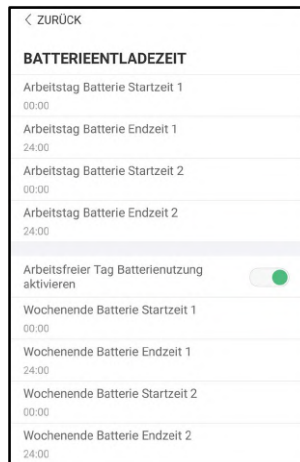 < ZURÜCK
BATTERIEENTLADEZEIT
Arbeitstag Batterie Startzeit 1
00:00
Arbeitstag Batterie Endzeit 1
24:00
Arbeitstag Batterie Startzeit 2
00:00
Arbeitstag Batterie Endzeit 2
24:00
Arbeitsfreier Tag Batterienutzung
aktivieren
Wochenende Batterie Startzeit 1
00:00
Wochenende Batterie Endzeit 1
24:00
Wochenende Batterie Startzeit 2
00:00
Wochenende Batterie Endzeit 2
24:00